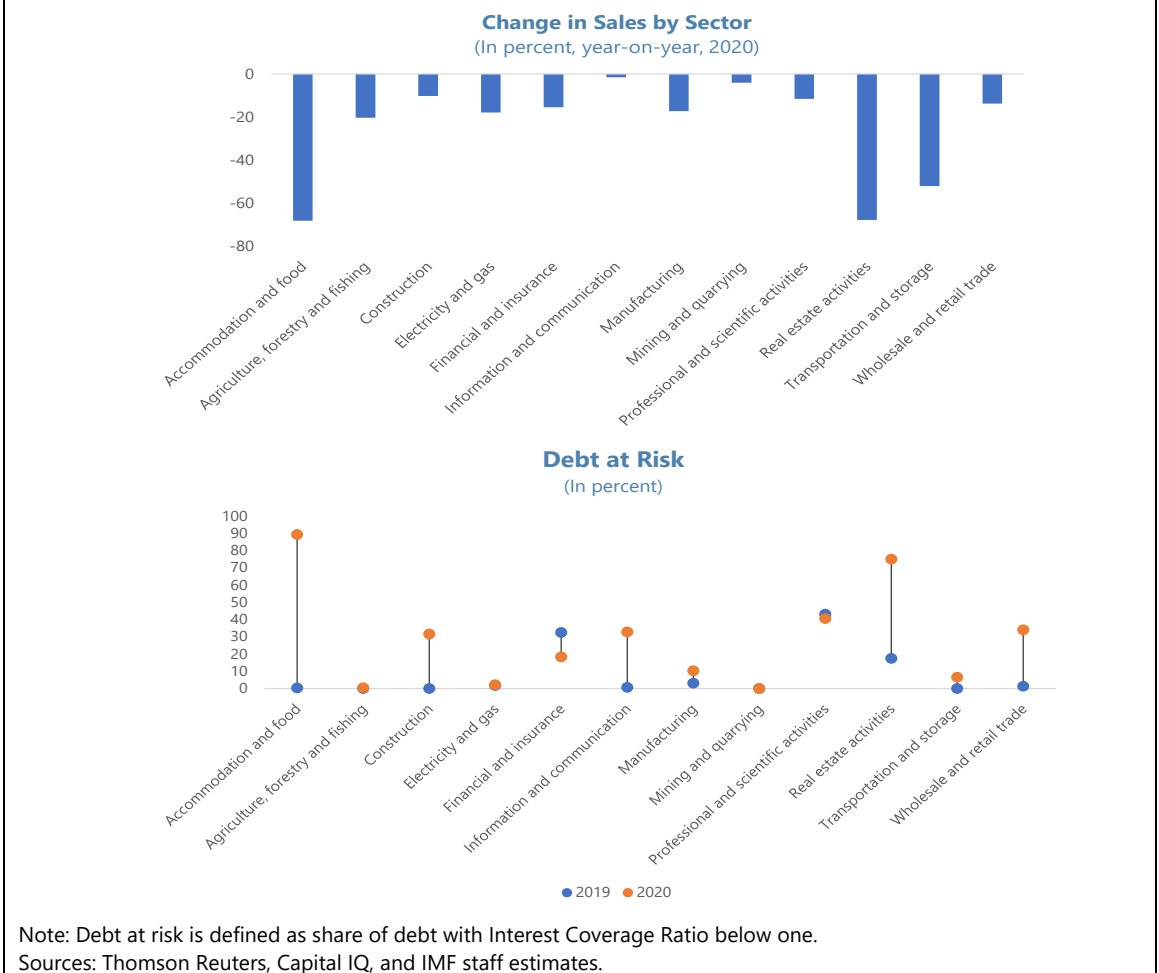 Change in Sales by Sector
(In percent, year-on-year, 2020)
0
-20
-40
-60
-80
Accommodation and food
Agriculture, forestry and fishing
Construction
Electricity and gas
Financial and insurance
Information and communication
Manufacturing
Mining and quarrying
Professional and scientific activities
Real estate activities
Transportation and storage
Wholesale and retail trade
Debt at Risk
(In percent)
100
90
80
70
60
50
40
30
20
10
0
Accommodation and food
Agriculture, forestry and fishing
Construction
Electricity and gas
Financial and insurance
Information and communication
Manufacturing
Mining and quarrying
Professional and scientific activities
Real estate activities
Transportation and storage
Wholesale and retail trade
2019 2020
Note: Debt at risk is defined as share of debt with Interest Coverage Ratio below one.
Sources: Thomson Reuters, Capital IQ, and IMF staff estimates.